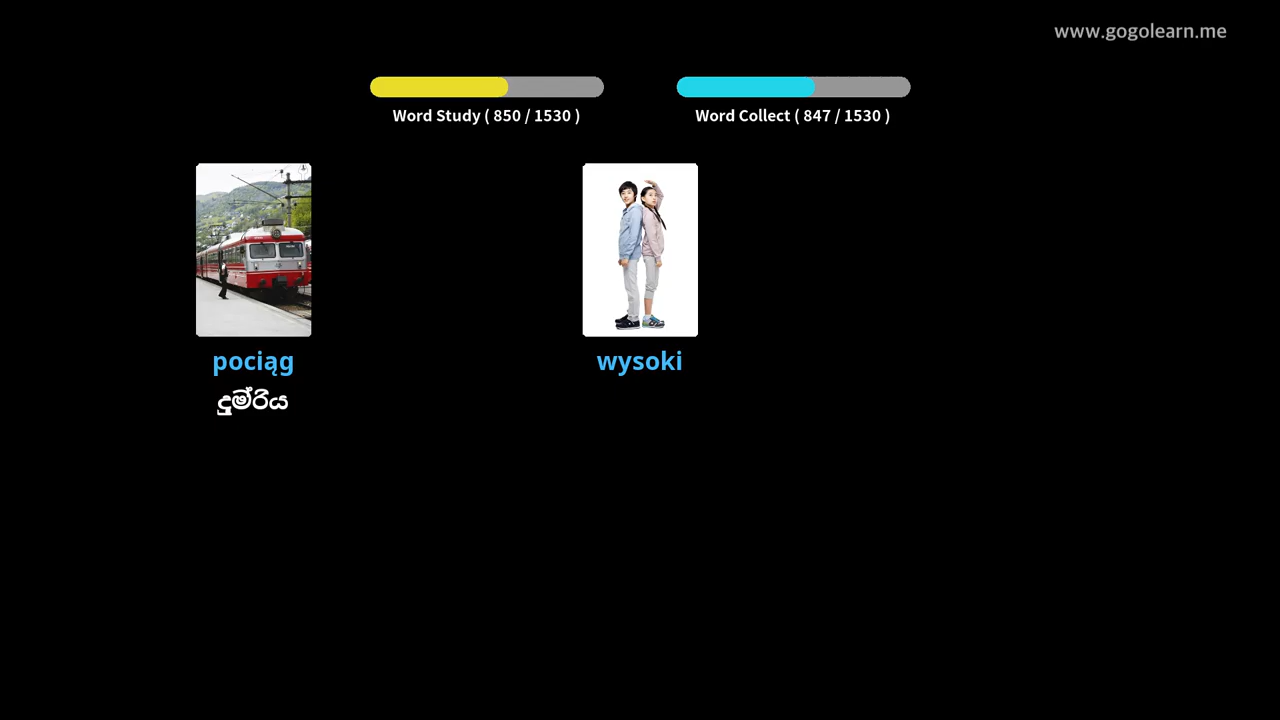 www.gogolearn.me
Word Study ( 850 / 1530 )
Word Collect ( 847 / 1530 )
pociąg
wysoki
දුම්රිය